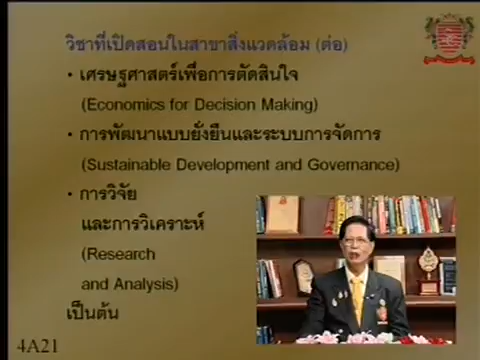 วิชาที่เปิดสอนในสาขาสิ่งแวดล้อม (ต่อ)
• เศรษฐศาสตร์เพื่อการตัดสินใจ
(Economics for Decision Making)
• การพัฒนาแบบยั่งยืนและระบบการจัดการ
(Sustainable Development and Governance)
• การวิจัย
และการวิเคราะห์
(Research
and Analysis)
เป็นต้น
4A21